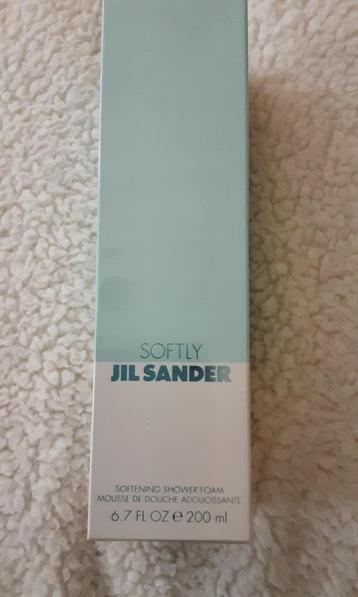 SOFTLY
JIL SANDER
SOFTENING SHOWER FOAM
MOUSSE DE DOUCHE ADOUCISSANTE
6.7 FL OZ ℮ 200 ml